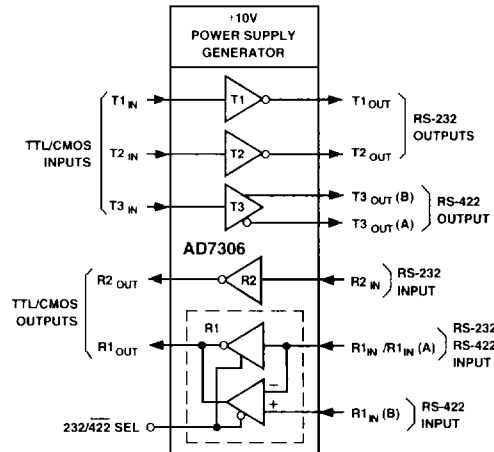 +10V
POWER SUPPLY
GENERATOR
T1 IN
T1
T1 OUT
TTL/CMOS
INPUTS
T2 IN
T2
T2 OUT
RS-232
OUTPUTS
T3 IN
T3
T3 OUT (B)
T3 OUT (A)
RS-422
OUTPUT
AD7306
R2 OUT
R2
R2 IN
RS-232
INPUT
TTL/CMOS
OUTPUTS
R1 OUT
R1
R1 IN /R1 IN (A)
RS-232
RS-422
INPUT
−
+
R1 IN (B)
RS-422
INPUT
232/422 SEL